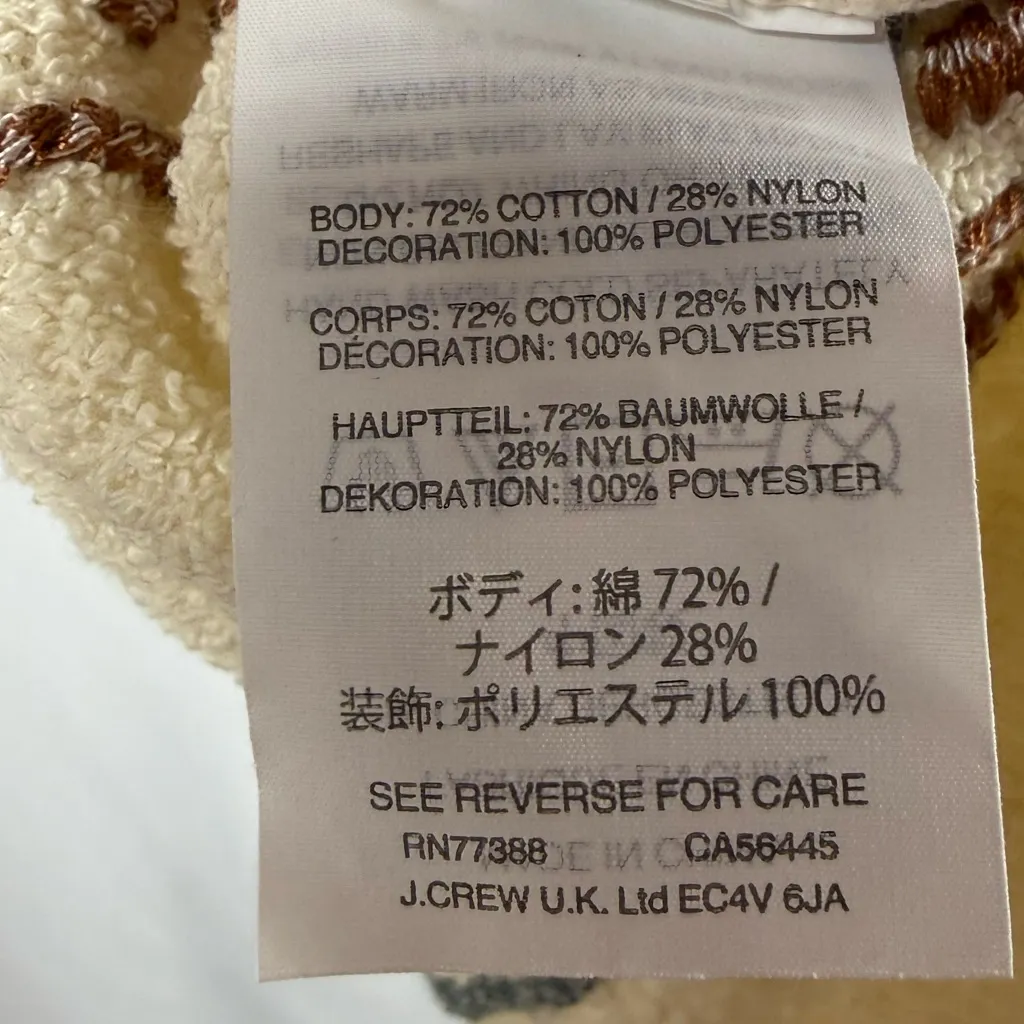 BODY: 72% COTTON / 28% NYLON
DECORATION: 100% POLYESTER
CORPS: 72% COTON / 28% NYLON
DÉCORATION: 100% POLYESTER
HAUPTTEIL: 72% BAUMWOLLE /
28% NYLON
DEKORATION: 100% POLYESTER
ボディ: 綿 72% /
ナイロン 28%
装飾: ポリエステル 100%
SEE REVERSE FOR CARE
RN77388 CA56445
J.CREW U.K. Ltd EC4V 6JA